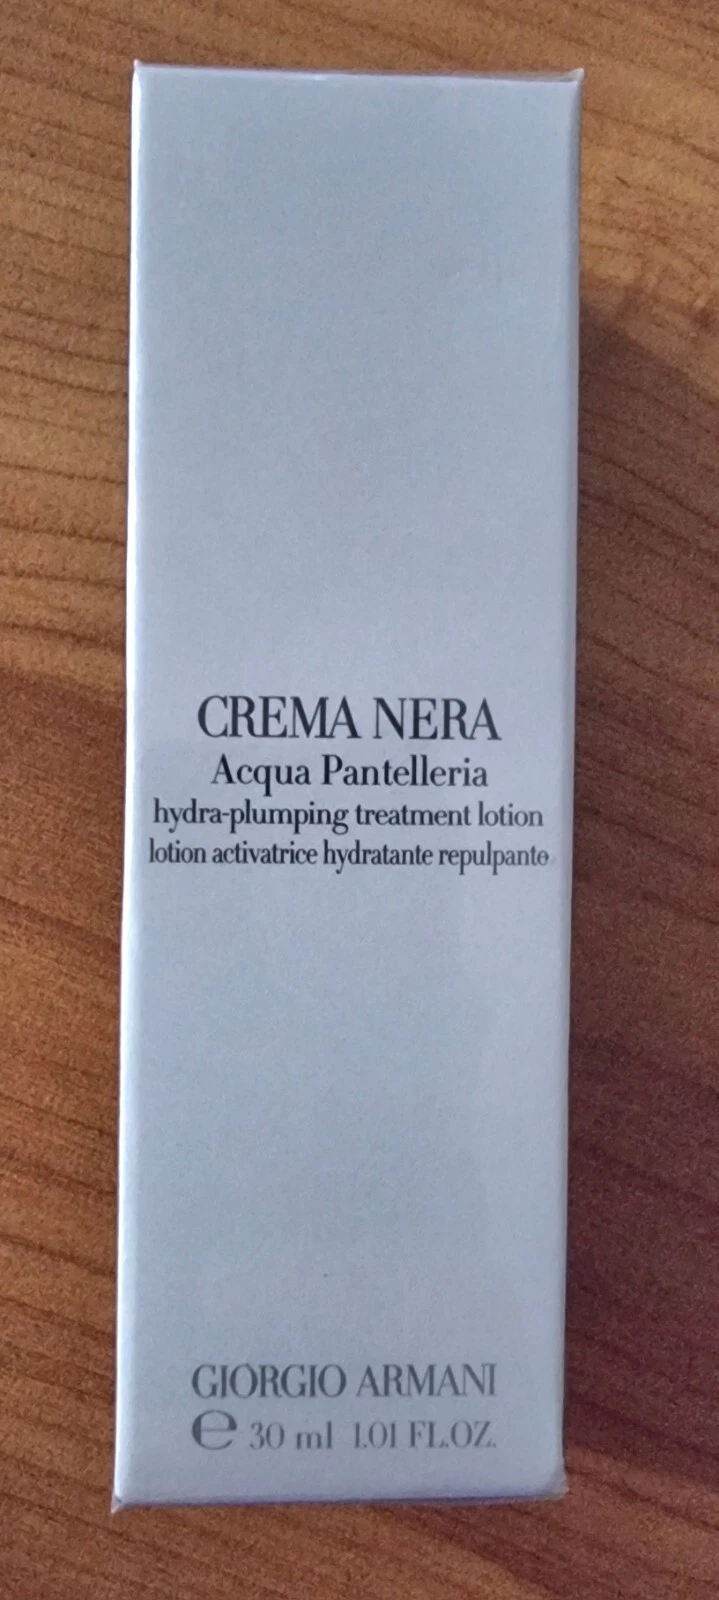 CREMA NERA
Acqua Pantelleria
hydra-plumping treatment lotion
lotion activatrice hydratante repulpante
GIORGIO ARMANI
℮ 30 ml 1.01 FL.OZ.